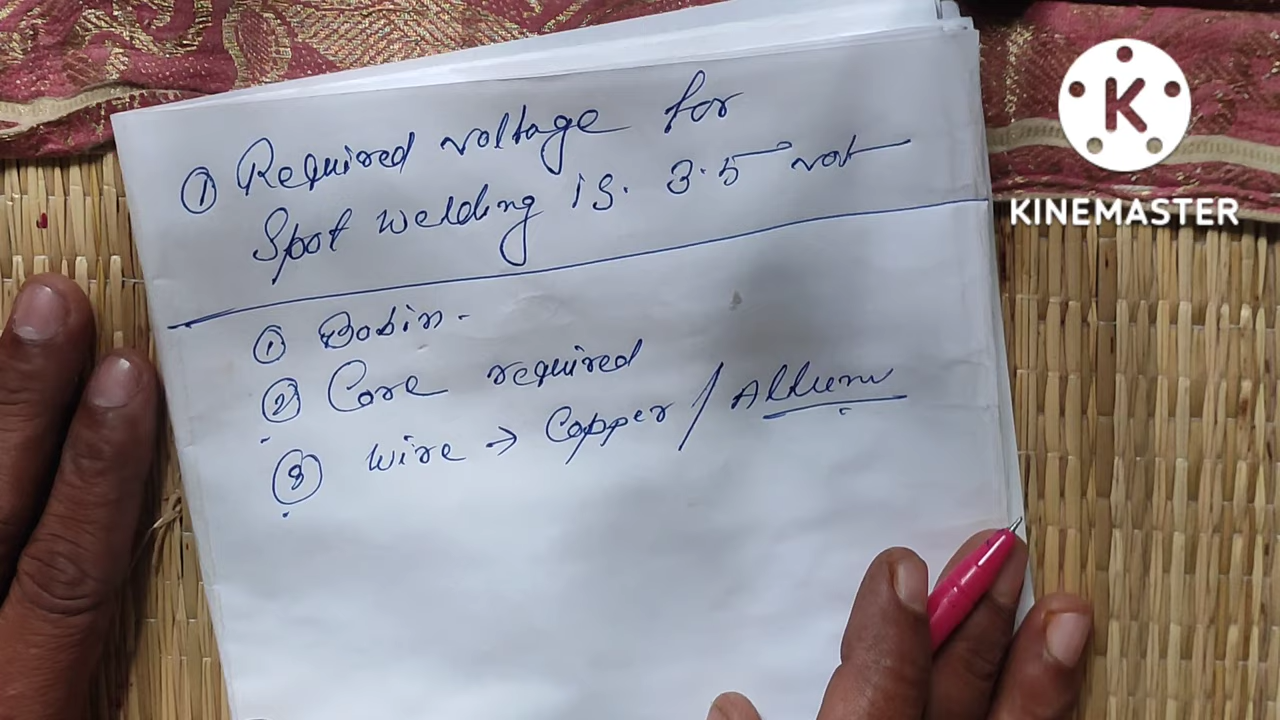 ① Required voltage for
Spot welding is. 3.5 volt
① Bobin.
② Core required
③ wire → Copper /
KINEMASTER